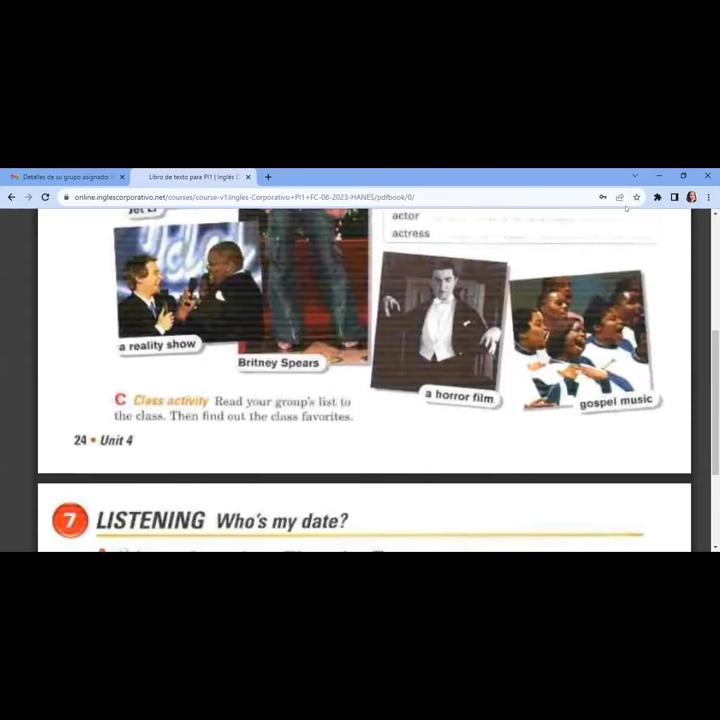 Detalles de su grupo asignado:
Libro de texto para PI1 | Inglés C
online.inglescorporativo.net/courses/course-v1:Ingles-Corporativo+PI1+FC-08-2023-HANES/pdfbook/0/
Jet Li
actor
actress
Idol
a reality show
Britney Spears
a horror film
gospel music
C Class activity Read your group's list to
the class. Then find out the class favorites.
24 • Unit 4
7 LISTENING Who's my date?